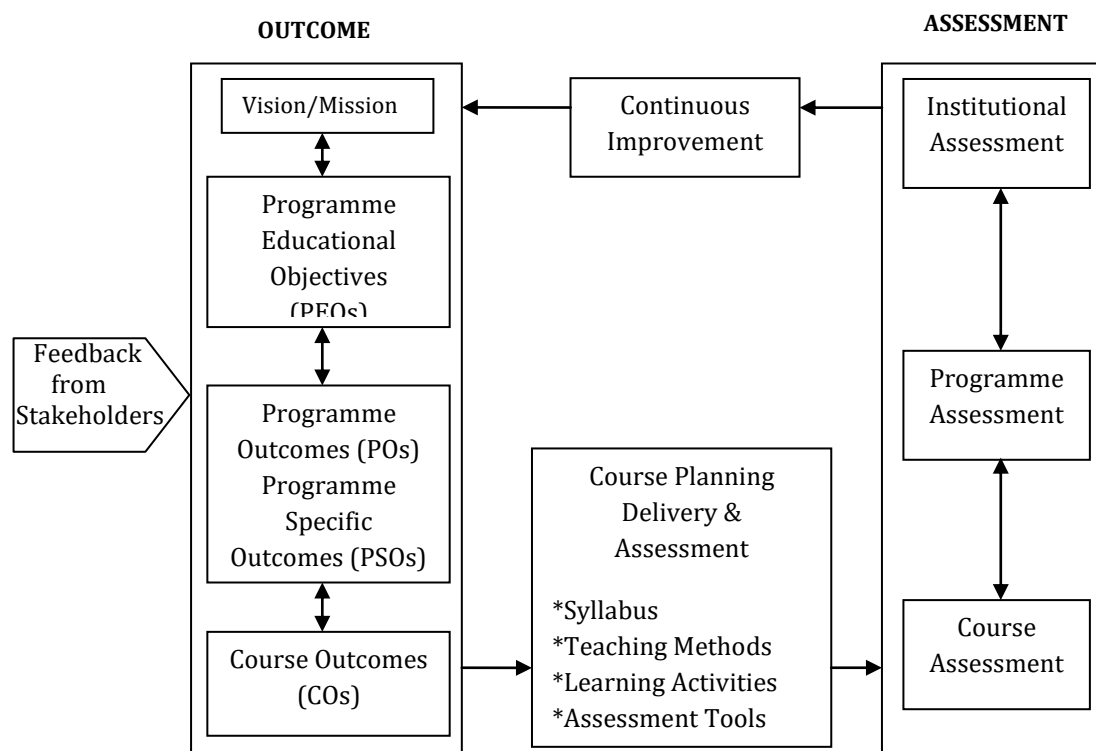 OUTCOME
ASSESSMENT
Vision/Mission
Programme
Educational
Objectives
(PEOs)
Programme
Outcomes (POs)
Programme
Specific
Outcomes (PSOs)
Course Outcomes
(COs)
Feedback
from
Stakeholders
Continuous
Improvement
Course Planning
Delivery &
Assessment
*Syllabus
*Teaching Methods
*Learning Activities
*Assessment Tools
Institutional
Assessment
Programme
Assessment
Course
Assessment